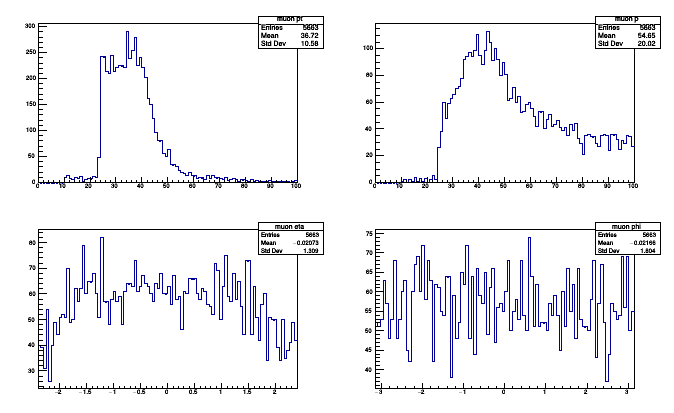 muon pt
Entries 5663
Mean 36.72
Std Dev 10.58
300
250
200
150
100
50
0
0 10 20 30 40 50 60 70 80 90 100
muon p
Entries 5663
Mean 54.65
Std Dev 20.02
100
80
60
40
20
0
0 10 20 30 40 50 60 70 80 90 100
muon eta
Entries 5663
Mean −0.02073
Std Dev 1.309
80
70
60
50
40
30
−2 −1.5 −1 −0.5 0 0.5 1 1.5 2
muon phi
Entries 5663
Mean −0.02166
Std Dev 1.804
75
70
65
60
55
50
45
40
−3 −2 −1 0 1 2 3